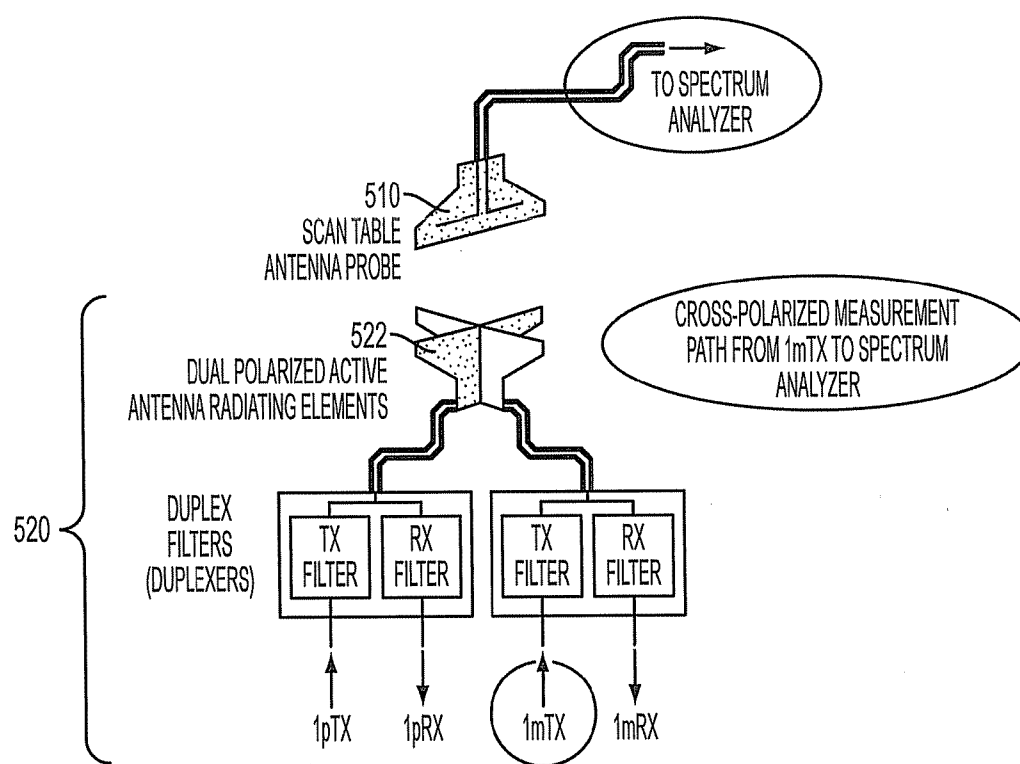 TO SPECTRUM
ANALYZER
510
SCAN TABLE
ANTENNA PROBE
CROSS-POLARIZED MEASUREMENT
PATH FROM 1mTX TO SPECTRUM
ANALYZER
522
DUAL POLARIZED ACTIVE
ANTENNA RADIATING ELEMENTS
520
DUPLEX
FILTERS
(DUPLEXERS)
TX
FILTER
RX
FILTER
TX
FILTER
RX
FILTER
1pTX
1pRX
1mTX
1mRX